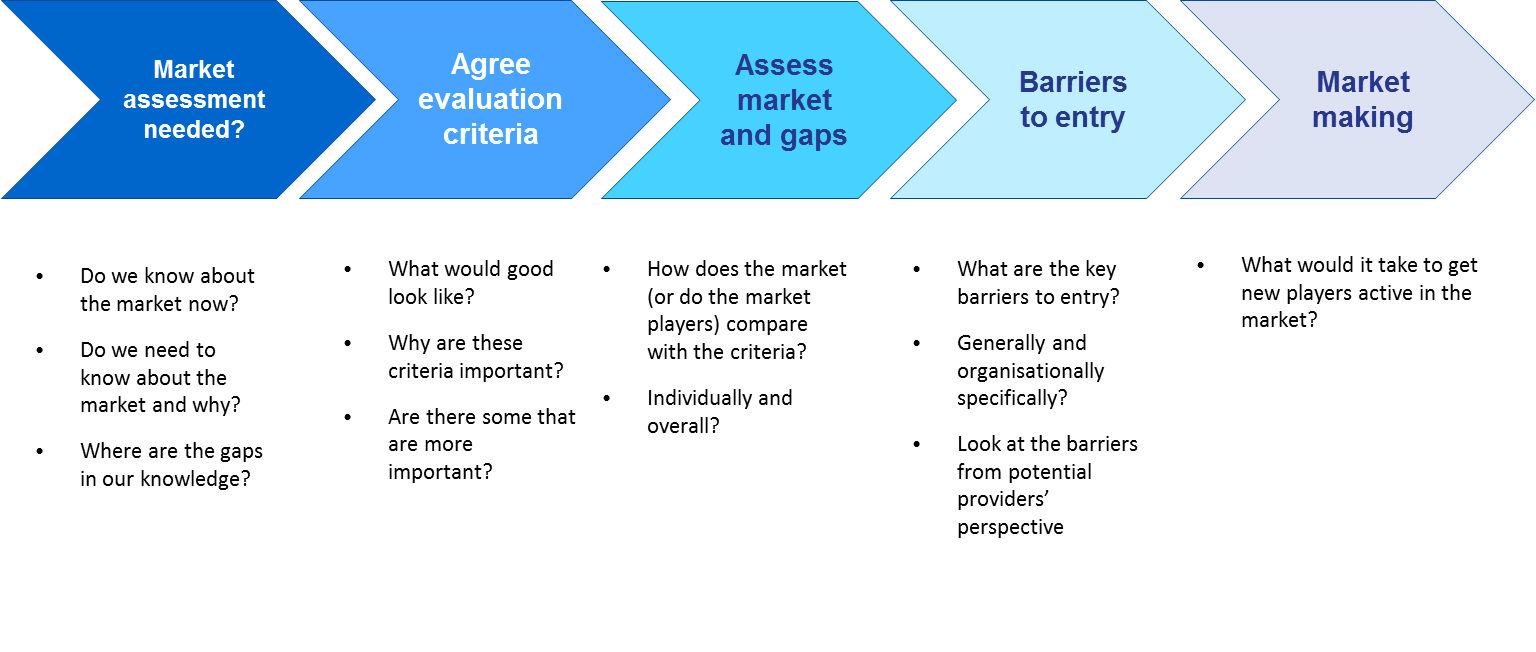 Market
assessment
needed?
Agree
evaluation
criteria
Assess
market
and gaps
Barriers
to entry
Market
making
• Do we know about
the market now?
• Do we need to
know about the
market and why?
• Where are the gaps
in our knowledge?
• What would good
look like?
• Why are these
criteria important?
• Are there some that
are more
important?
• How does the market
(or do the market
players) compare
with the criteria?
• Individually and
overall?
• What are the key
barriers to entry?
• Generally and
organisationally
specifically?
• Look at the barriers
from potential
providers’
perspective
• What would it take to get
new players active in the
market?